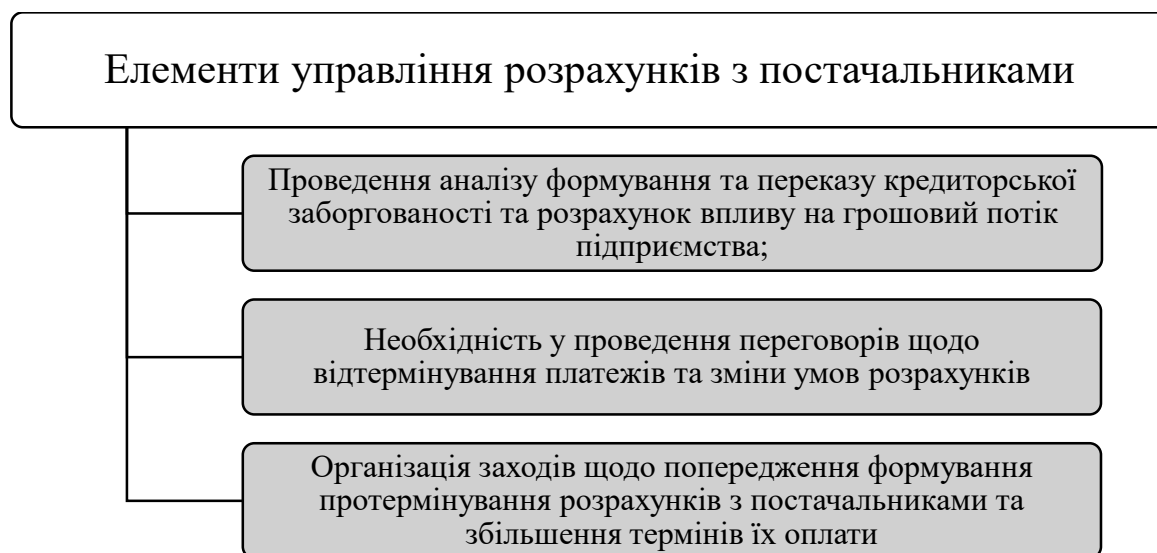 Елементи управління розрахунків з постачальниками
Проведення аналізу формування та переказу кредиторської
заборгованості та розрахунок впливу на грошовий потік
підприємства;
Необхідність у проведення переговорів щодо
відтермінування платежів та зміни умов розрахунків
Організація заходів щодо попередження формування
протермінування розрахунків з постачальниками та
збільшення термінів їх оплати